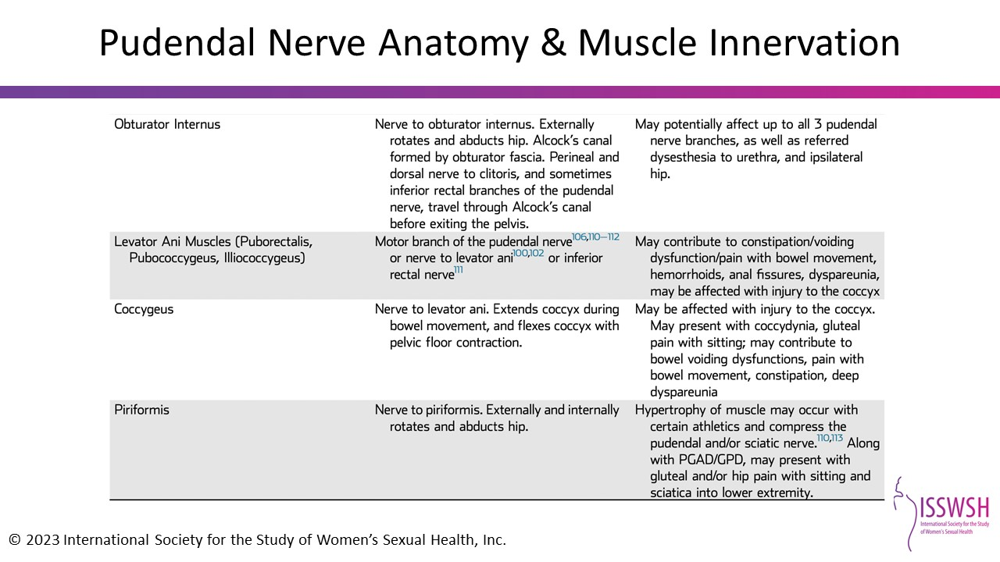 Pudendal Nerve Anatomy & Muscle Innervation
Obturator Internus
Nerve to obturator internus. Externally
rotates and abducts hip. Alcock's canal
formed by obturator fascia. Perineal and
dorsal nerve to clitoris, and sometimes
inferior rectal branches of the pudendal
nerve, travel through Alcock's canal
before exiting the pelvis.
May potentially affect up to all 3 pudendal
nerve branches, as well as referred
dysesthesia to urethra, and ipsilateral
hip.
Levator Ani Muscles (Puborectalis,
Pubococcygeus, Illiococcygeus)
Motor branch of the pudendal nerve106,110–112
or nerve to levator ani100,102 or inferior
rectal nerve111
May contribute to constipation/voiding
dysfunction/pain with bowel movement,
hemorrhoids, anal fissures, dyspareunia,
may be affected with injury to the coccyx
Coccygeus
Nerve to levator ani. Extends coccyx during
bowel movement, and flexes coccyx with
pelvic floor contraction.
May be affected with injury to the coccyx.
May present with coccydynia, gluteal
pain with sitting; may contribute to
bowel voiding dysfunctions, pain with
bowel movement, constipation, deep
dyspareunia
Piriformis
Nerve to piriformis. Externally and internally
rotates and abducts hip.
Hypertrophy of muscle may occur with
certain athletics and compress the
pudendal and/or sciatic nerve.110,113 Along
with PGAD/GPD, may present with
gluteal and/or hip pain with sitting and
sciatica into lower extremity.
ISSWSH
International Society for the Study
of Women's Sexual Health
© 2023 International Society for the Study of Women's Sexual Health, Inc.